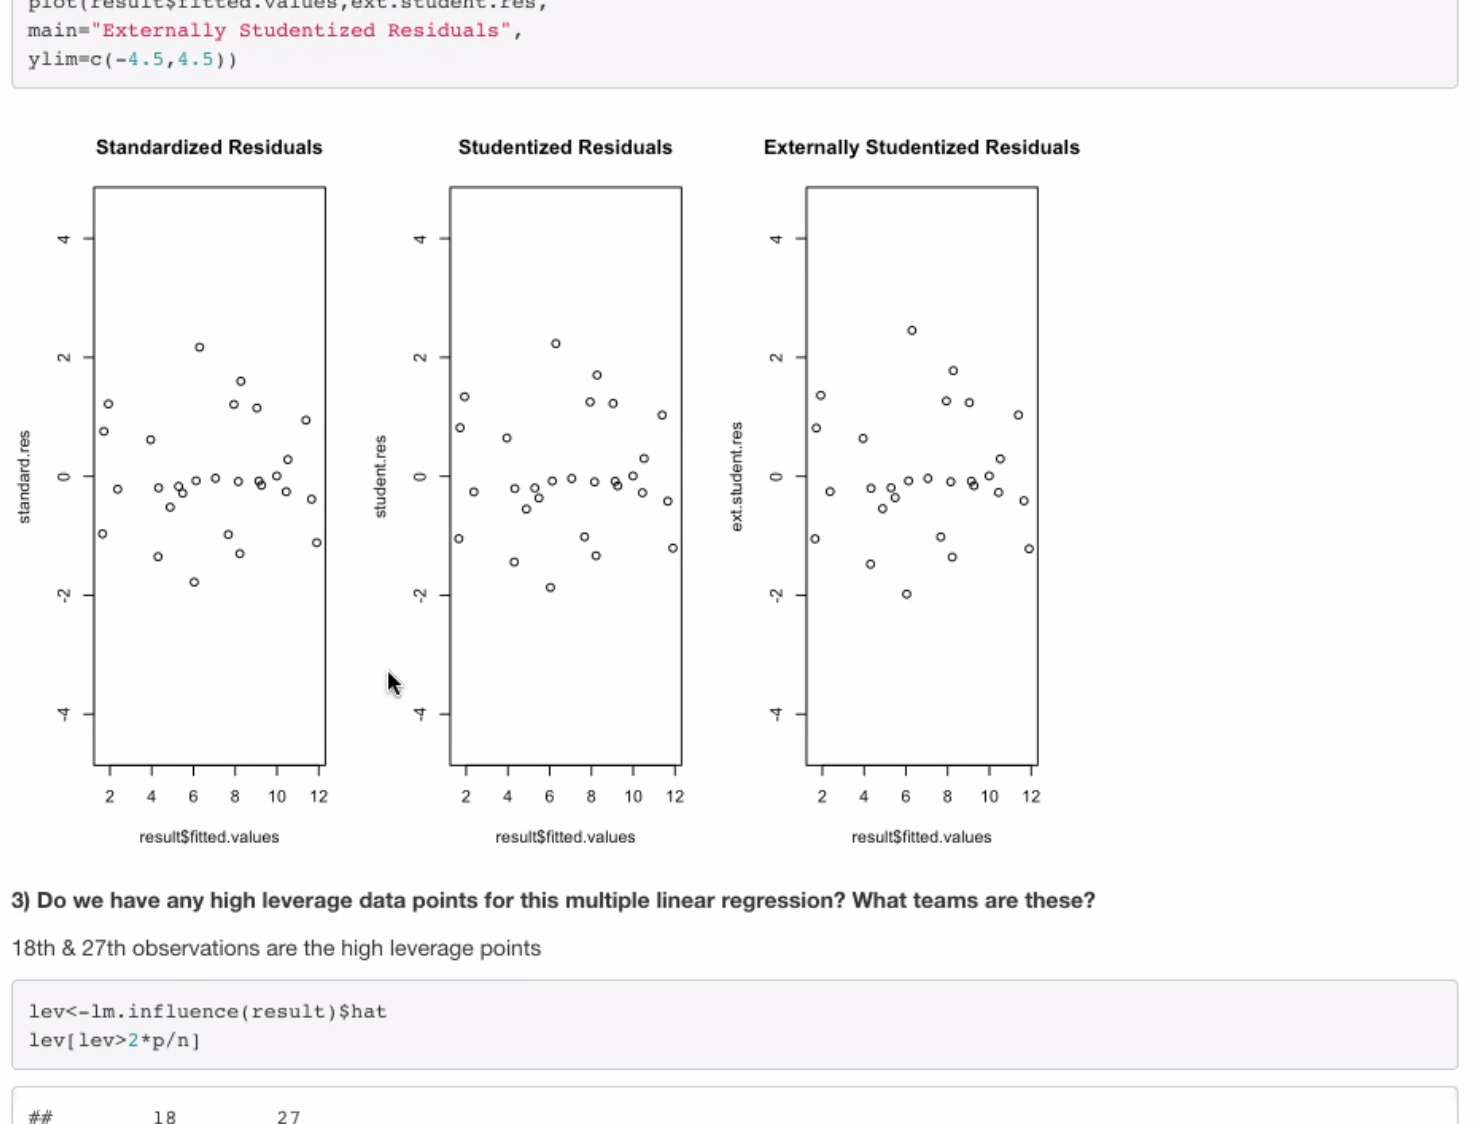 plot(result$fitted.values,ext.student.res,
main="Externally Studentized Residuals",
ylim=c(-4.5,4.5))
Standardized Residuals
standard.res
4
2
0
-2
-4
2 4 6 8 10 12
result$fitted.values
Studentized Residuals
student.res
4
2
0
-2
-4
2 4 6 8 10 12
result$fitted.values
Externally Studentized Residuals
ext.student.res
4
2
0
-2
-4
2 4 6 8 10 12
result$fitted.values
3) Do we have any high leverage data points for this multiple linear regression? What teams are these?
18th & 27th observations are the high leverage points
lev<-lm.influence(result)$hat
lev[lev>2*p/n]
## 18 27